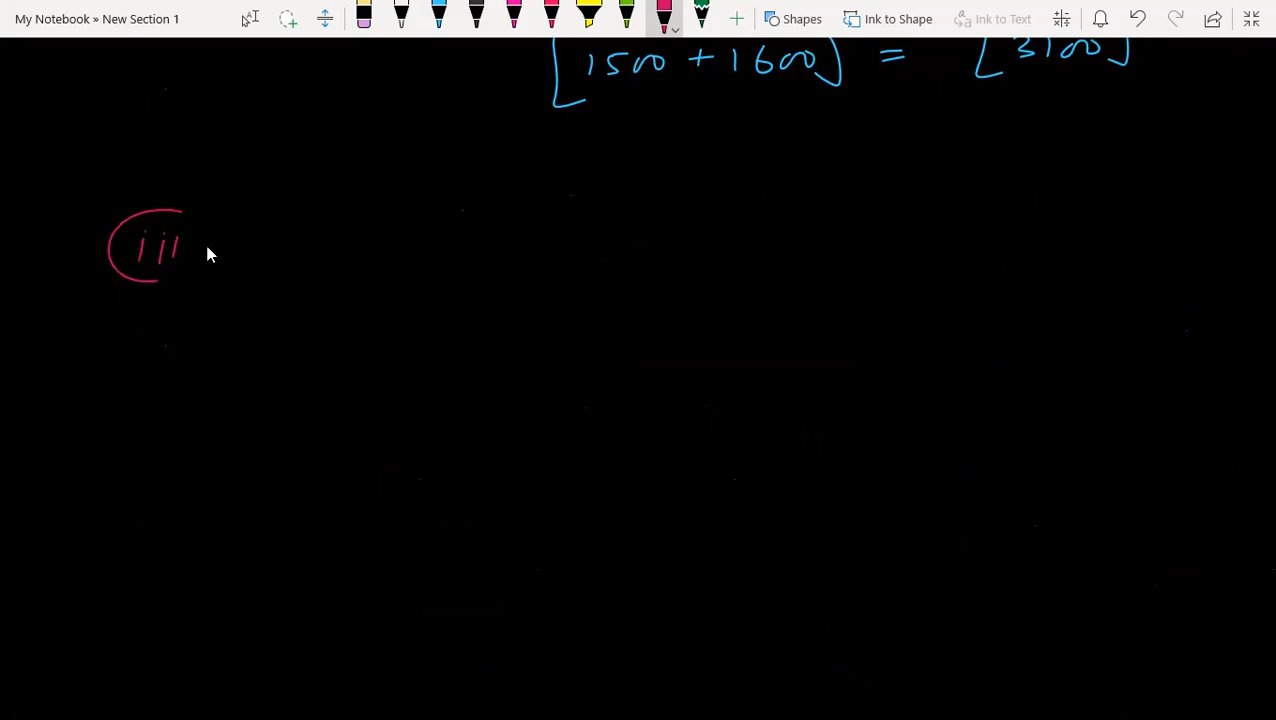 My Notebook » New Section 1
Shapes
Ink to Shape
Ink to Text
[1500 + 1600] = [3100]
(iii